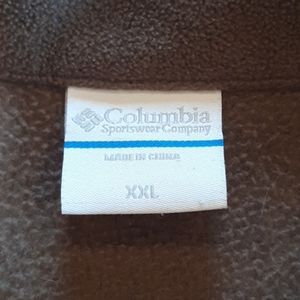 Columbia
Sportswear Company
MADE IN CHINA
XXL